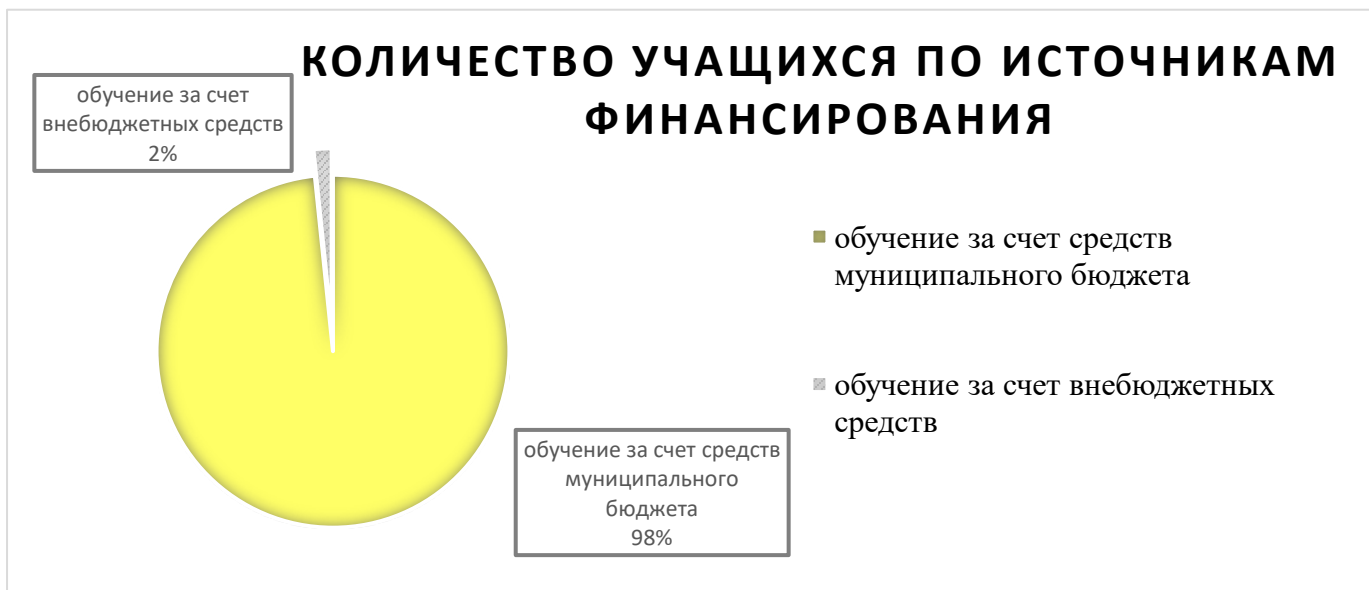 КОЛИЧЕСТВО УЧАЩИХСЯ ПО ИСТОЧНИКАМ
ФИНАНСИРОВАНИЯ
обучение за счет
внебюджетных средств
2%
обучение за счет средств
муниципального бюджета
обучение за счет внебюджетных
средств
обучение за счет средств
муниципального
бюджета
98%